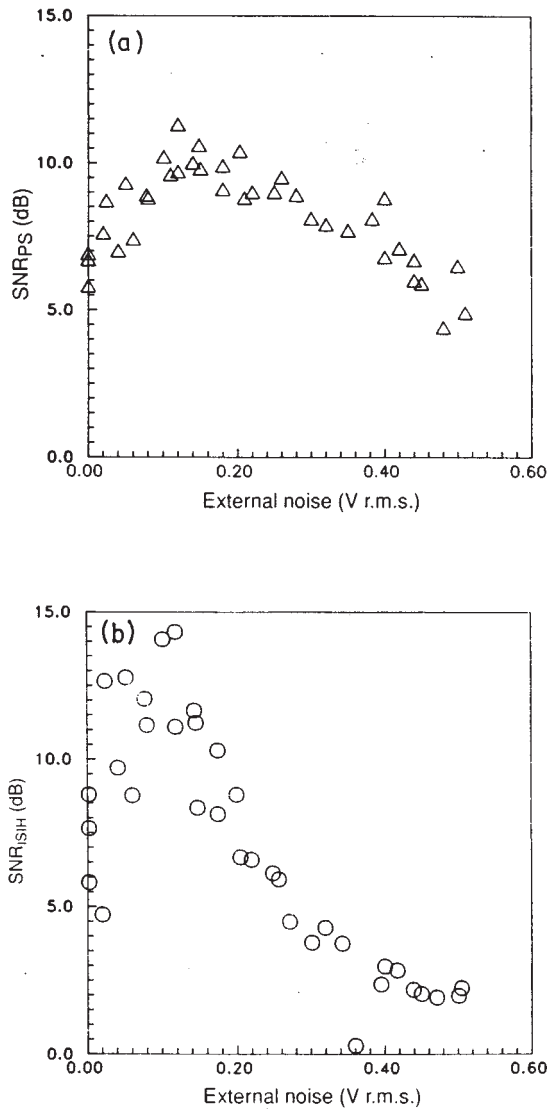 15.0
(a)
10.0
SNRPS (dB)
5.0
0.0
0.00 0.20 0.40 0.60
External noise (V r.m.s.)
15.0
(b)
10.0
SNRISIH (dB)
5.0
0.0
0.00 0.20 0.40 0.60
External noise (V r.m.s.)